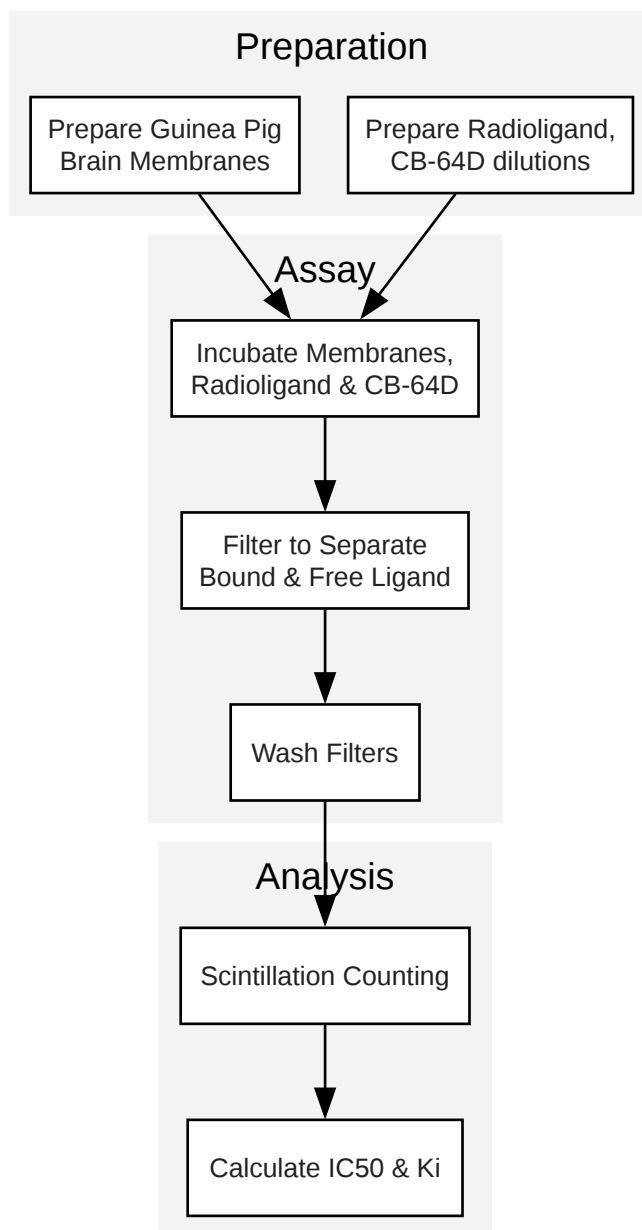 Preparation
Prepare Guinea Pig
Brain Membranes
Prepare Radioligand,
CB-64D dilutions
Assay
Incubate Membranes,
Radioligand & CB-64D
Filter to Separate
Bound & Free Ligand
Wash Filters
Analysis
Scintillation Counting
Calculate IC50 & Ki